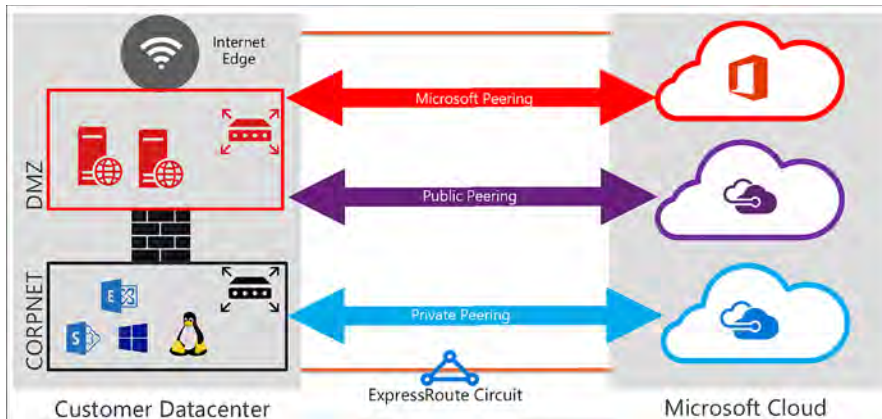 Internet
Edge
Microsoft Peering
DMZ
Public Peering
CORPNET
E
S
Private Peering
ExpressRoute Circuit
Customer Datacenter
Microsoft Cloud